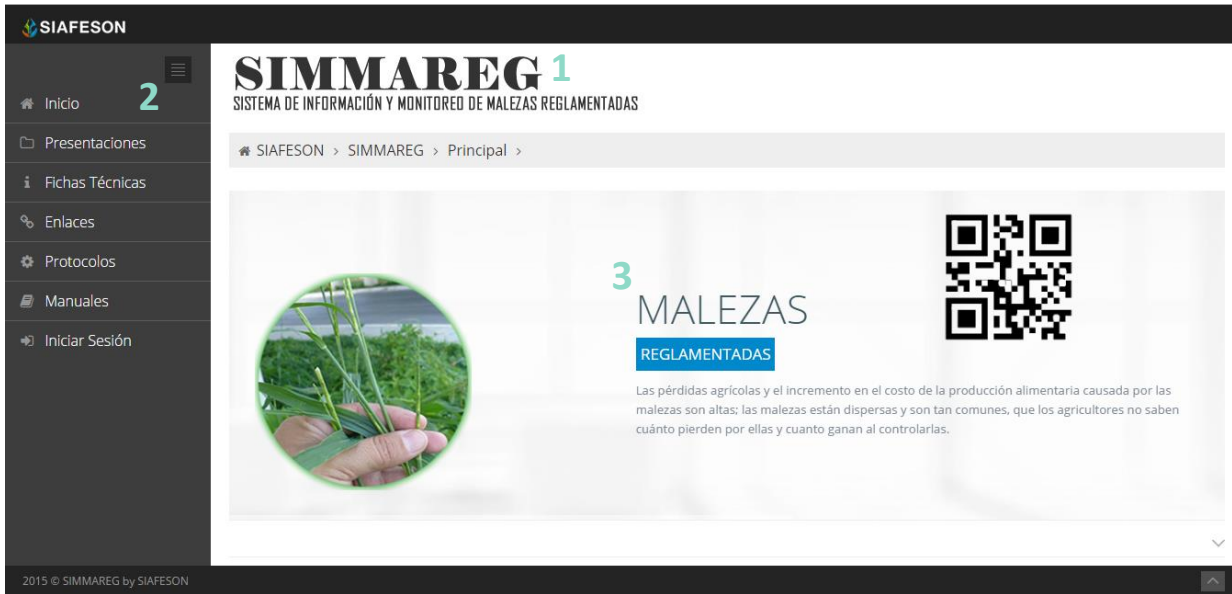 SIAFESON
SIMMAREG 1
SISTEMA DE INFORMACIÓN Y MONITOREO DE MALEZAS REGLAMENTADAS
2
Inicio
Presentaciones
Fichas Técnicas
Enlaces
Protocolos
Manuales
Iniciar Sesión
SIAFESON > SIMMAREG > Principal >
3
MALEZAS
REGLAMENTADAS
Las pérdidas agrícolas y el incremento en el costo de la producción alimentaria causada por las
malezas son altas; las malezas están dispersas y son tan comunes, que los agricultores no saben
cuánto pierden por ellas y cuanto ganan al controlarlas.
2015 © SIMMAREG by SIAFESON